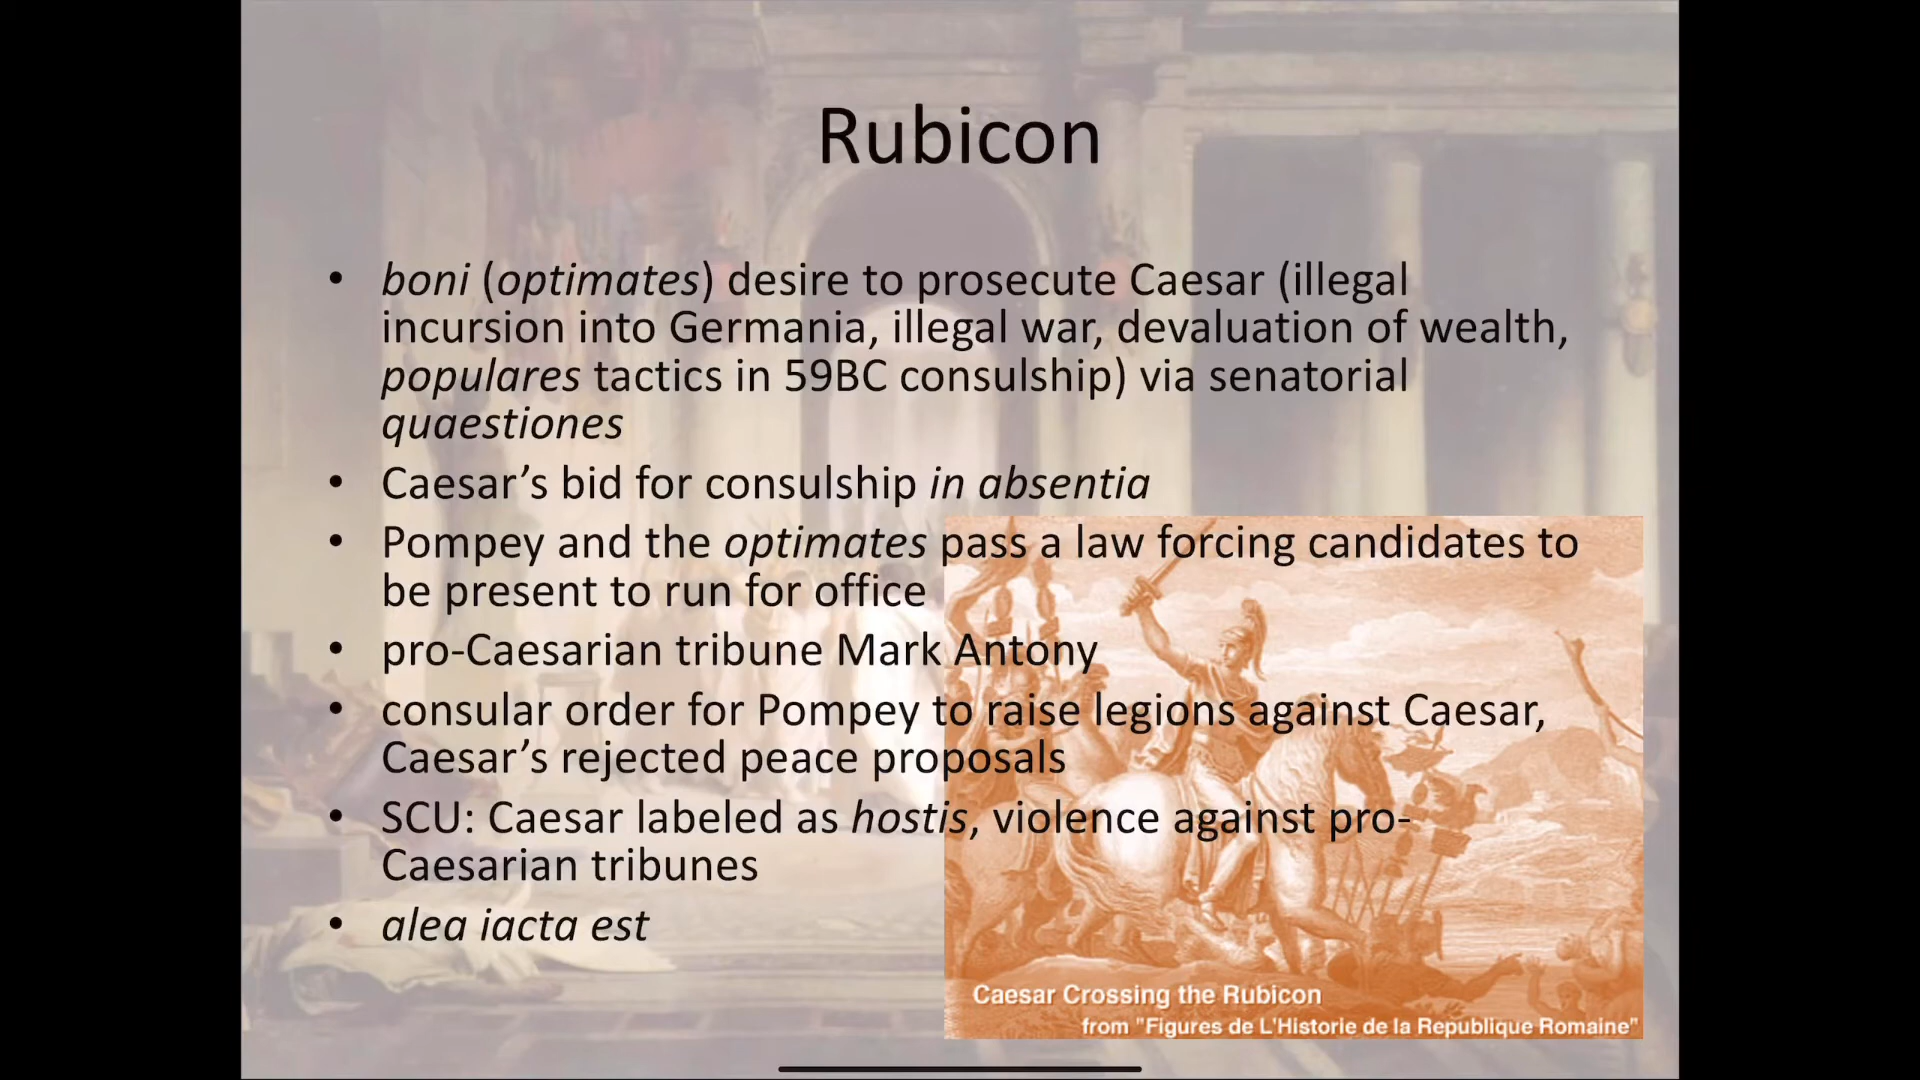 Rubicon
• boni (optimates) desire to prosecute Caesar (illegal
incursion into Germania, illegal war, devaluation of wealth,
populares tactics in 59BC consulship) via senatorial
quaestiones
• Caesar’s bid for consulship in absentia
• Pompey and the optimates pass a law forcing candidates to
be present to run for office
• pro-Caesarian tribune Mark Antony
• consular order for Pompey to raise legions against Caesar,
Caesar’s rejected peace proposals
• SCU: Caesar labeled as hostis, violence against pro-
Caesarian tribunes
• alea iacta est
Caesar Crossing the Rubicon
from "Figures de L'Historie de la Republique Romaine"